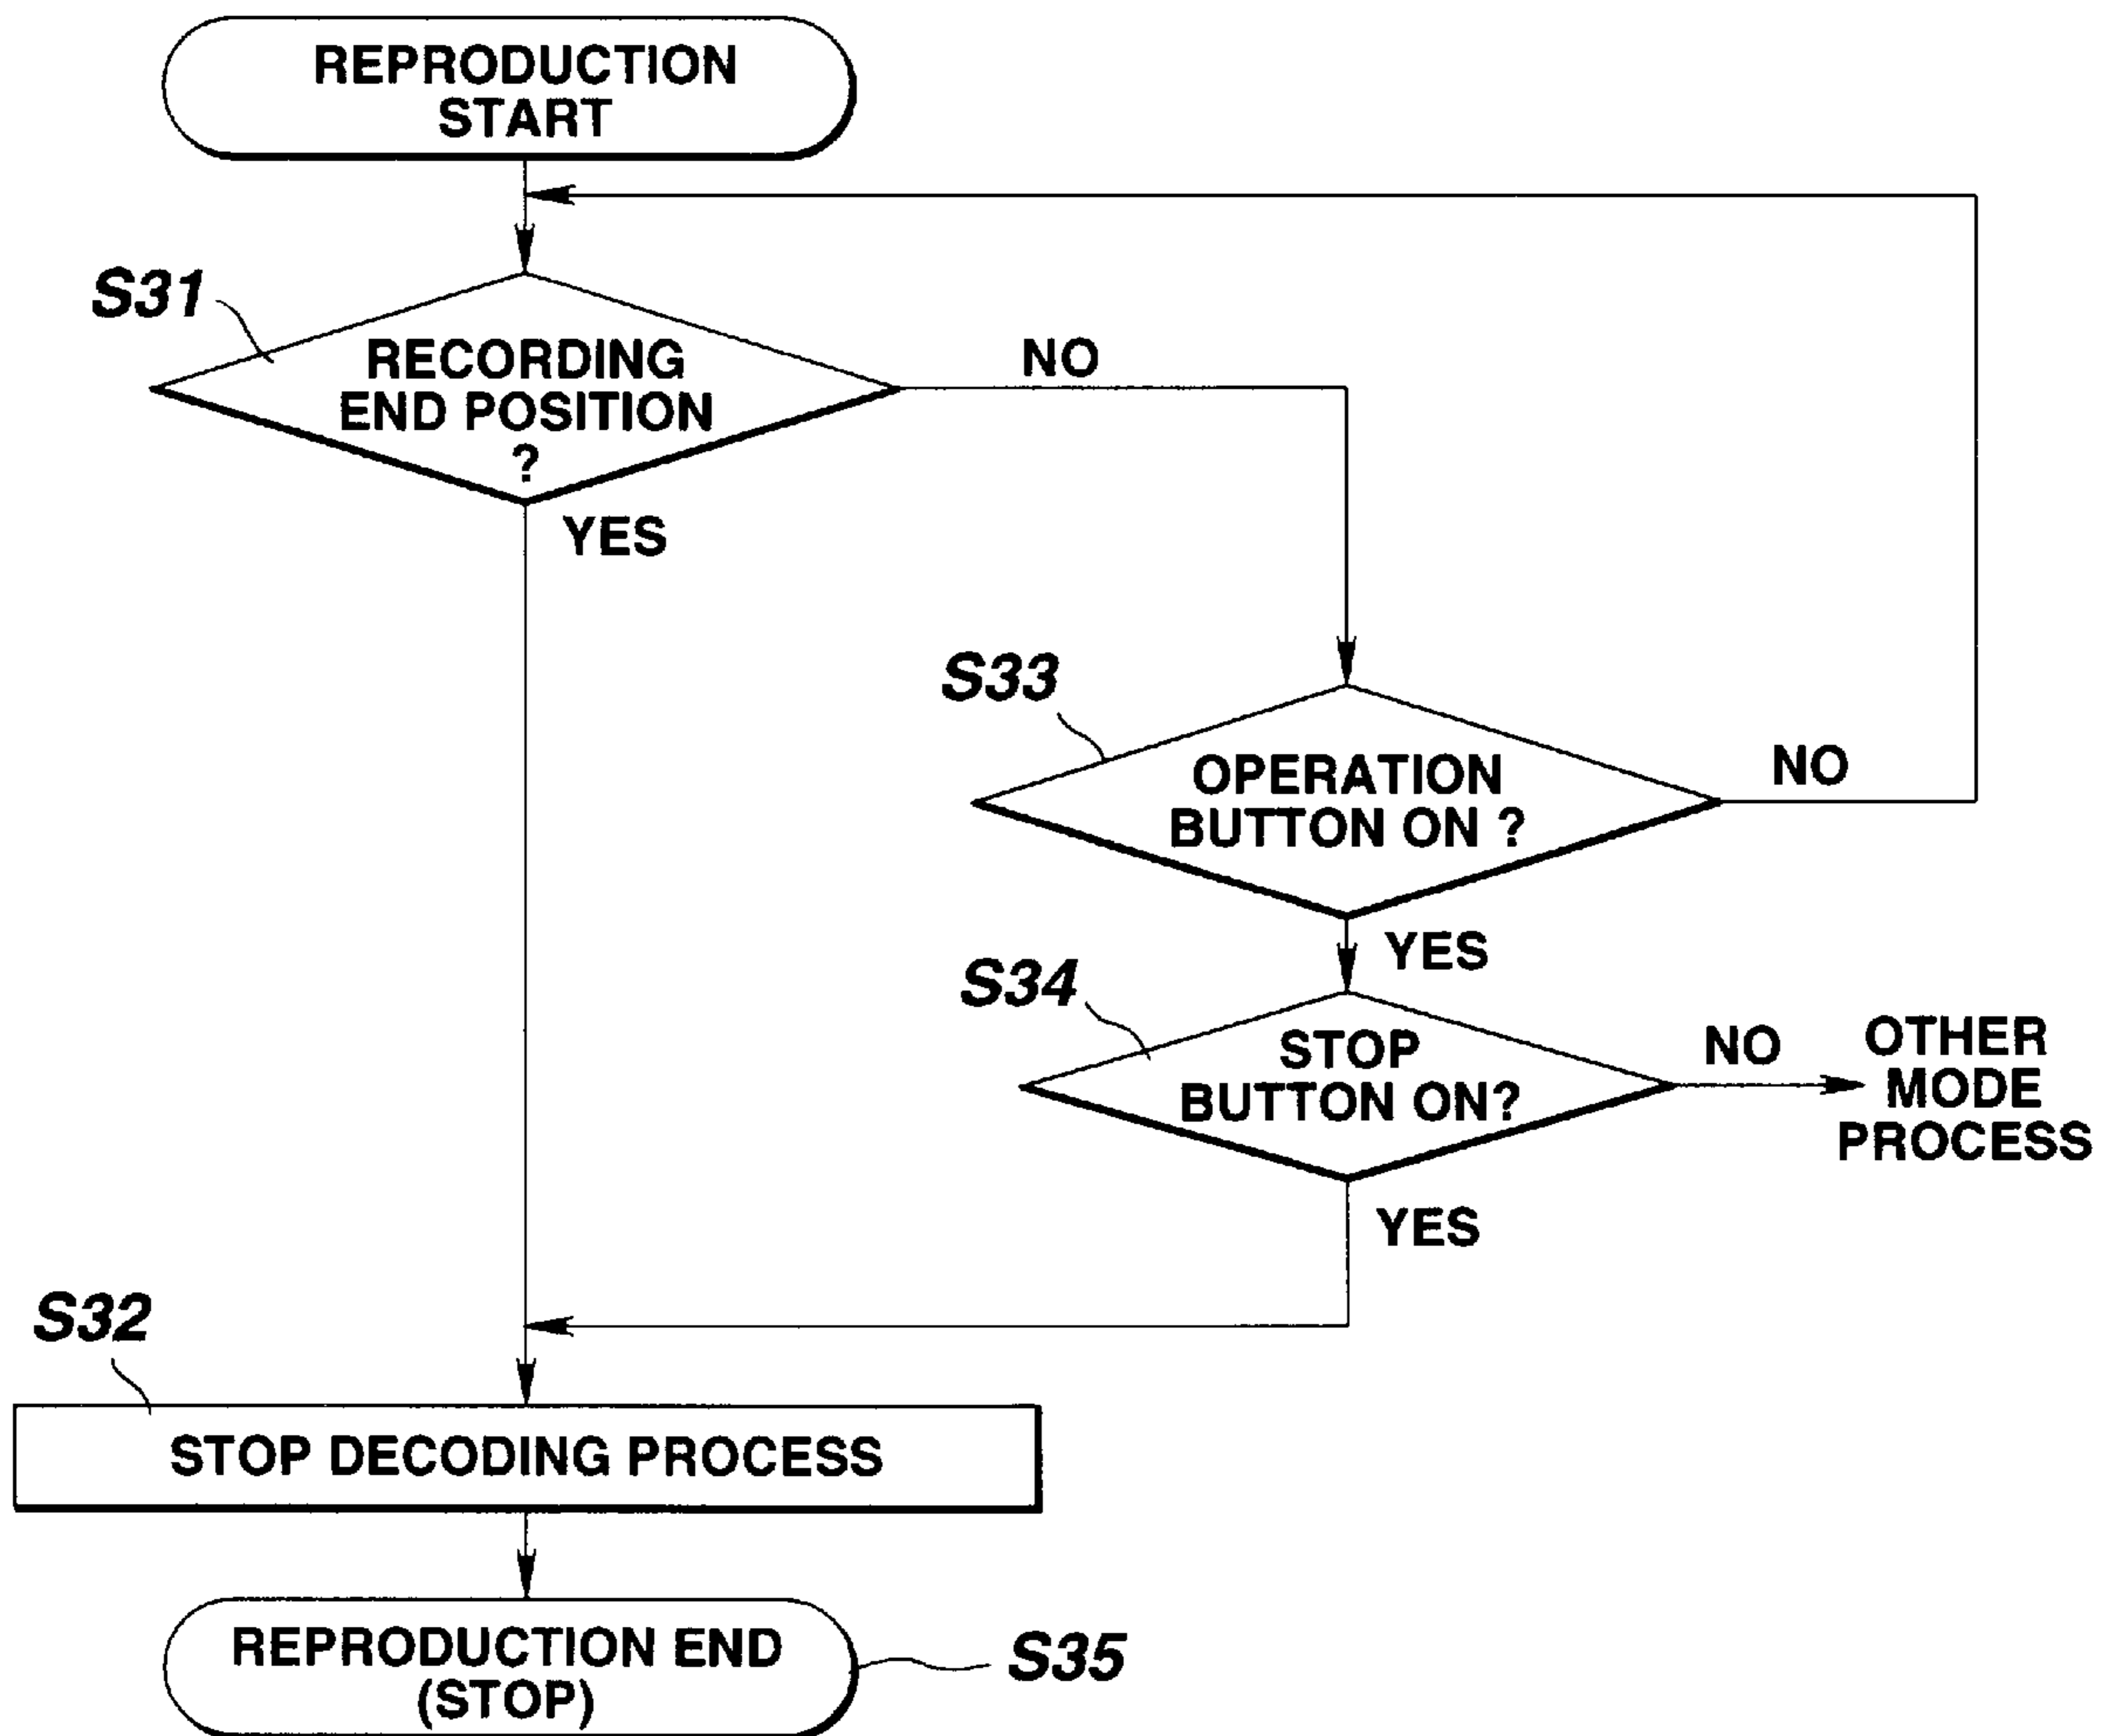 REPRODUCTION
START
S31
RECORDING
END POSITION
?
NO
YES
S33
OPERATION
BUTTON ON ?
NO
YES
S34
STOP
BUTTON ON?
NO
OTHER
MODE
PROCESS
YES
S32
STOP DECODING PROCESS
REPRODUCTION END
(STOP)
S35